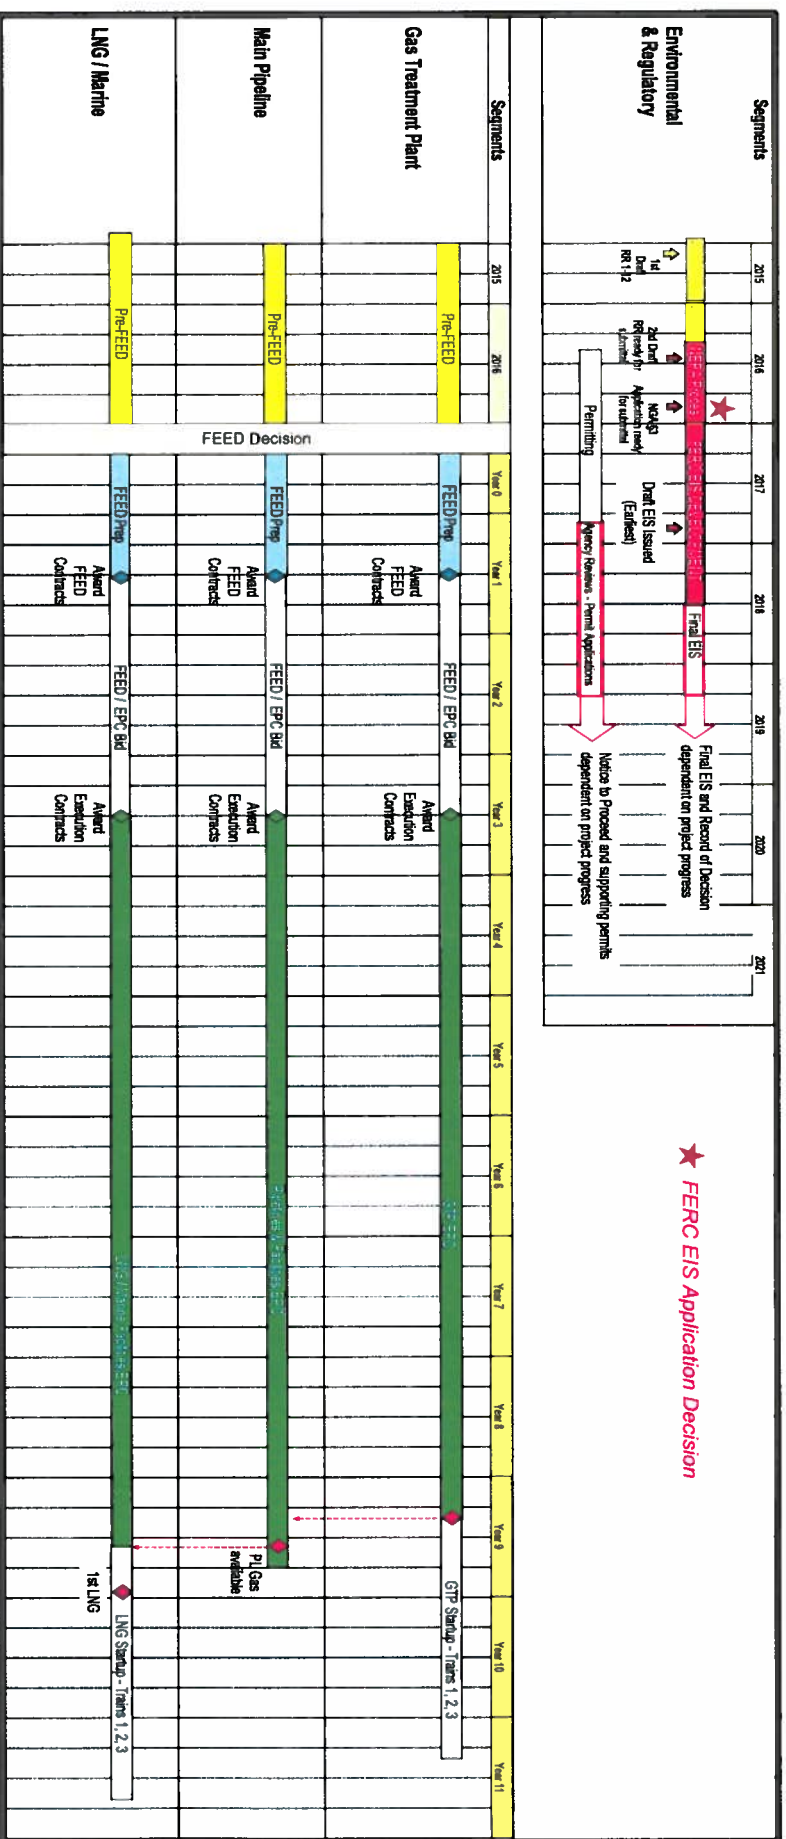 Segments
2015
2016
2017
2018
2019
2020
2021
Environmental
& Regulatory
Final EIS
Final EIS and Record of Decision
dependent on project progress
1st
Draft
RR 1-12
2nd Draft
RR ready for
submittal
NGA §3
Application ready
for submittal
Draft EIS Issued
(Earliest)
Permitting
Agency Reviews - Permit Applications
Notice to Proceed and supporting permits
dependent on project progress
FERC EIS Application Decision
Segments
2015
2016
Year 0
Year 1
Year 2
Year 3
Year 4
Year 5
Year 6
Year 7
Year 8
Year 9
Year 10
Year 11
FEED Decision
Gas Treatment Plant
Pre-FEED
FEED Prep
FEED / EPC Bid
GTP Startup - Trains 1, 2, 3
Award
FEED
Contracts
Award
Execution
Contracts
Main Pipeline
Pre-FEED
FEED Prep
FEED / EPC Bid
Award
FEED
Contracts
Award
Execution
Contracts
PL Gas
available
LNG / Marine
Pre-FEED
FEED Prep
FEED / EPC Bid
LNG Startup - Trains 1, 2, 3
Award
FEED
Contracts
Award
Execution
Contracts
1st LNG